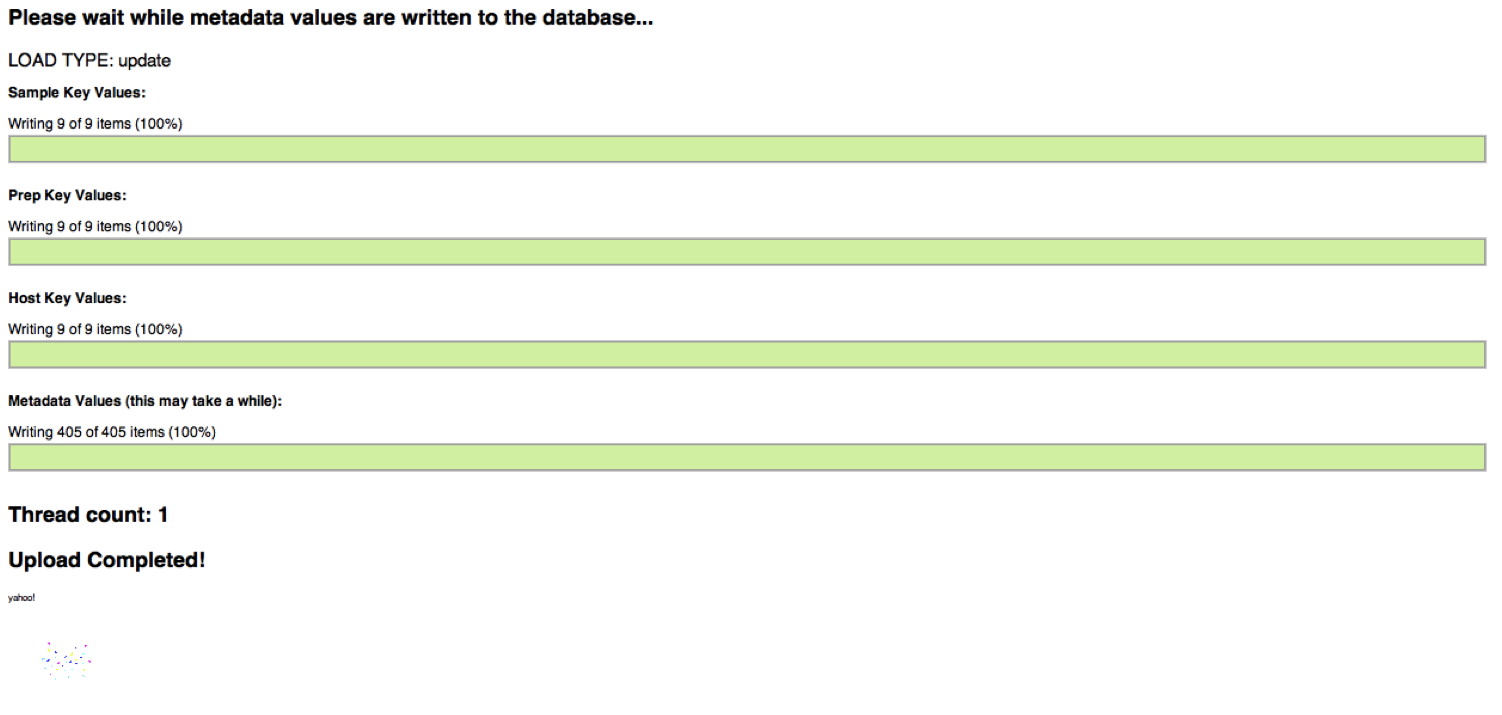 Please wait while metadata values are written to the database...
LOAD TYPE: update
Sample Key Values:
Writing 9 of 9 items (100%)
Prep Key Values:
Writing 9 of 9 items (100%)
Host Key Values:
Writing 9 of 9 items (100%)
Metadata Values (this may take a while):
Writing 405 of 405 items (100%)
Thread count: 1
Upload Completed!
yahoo!